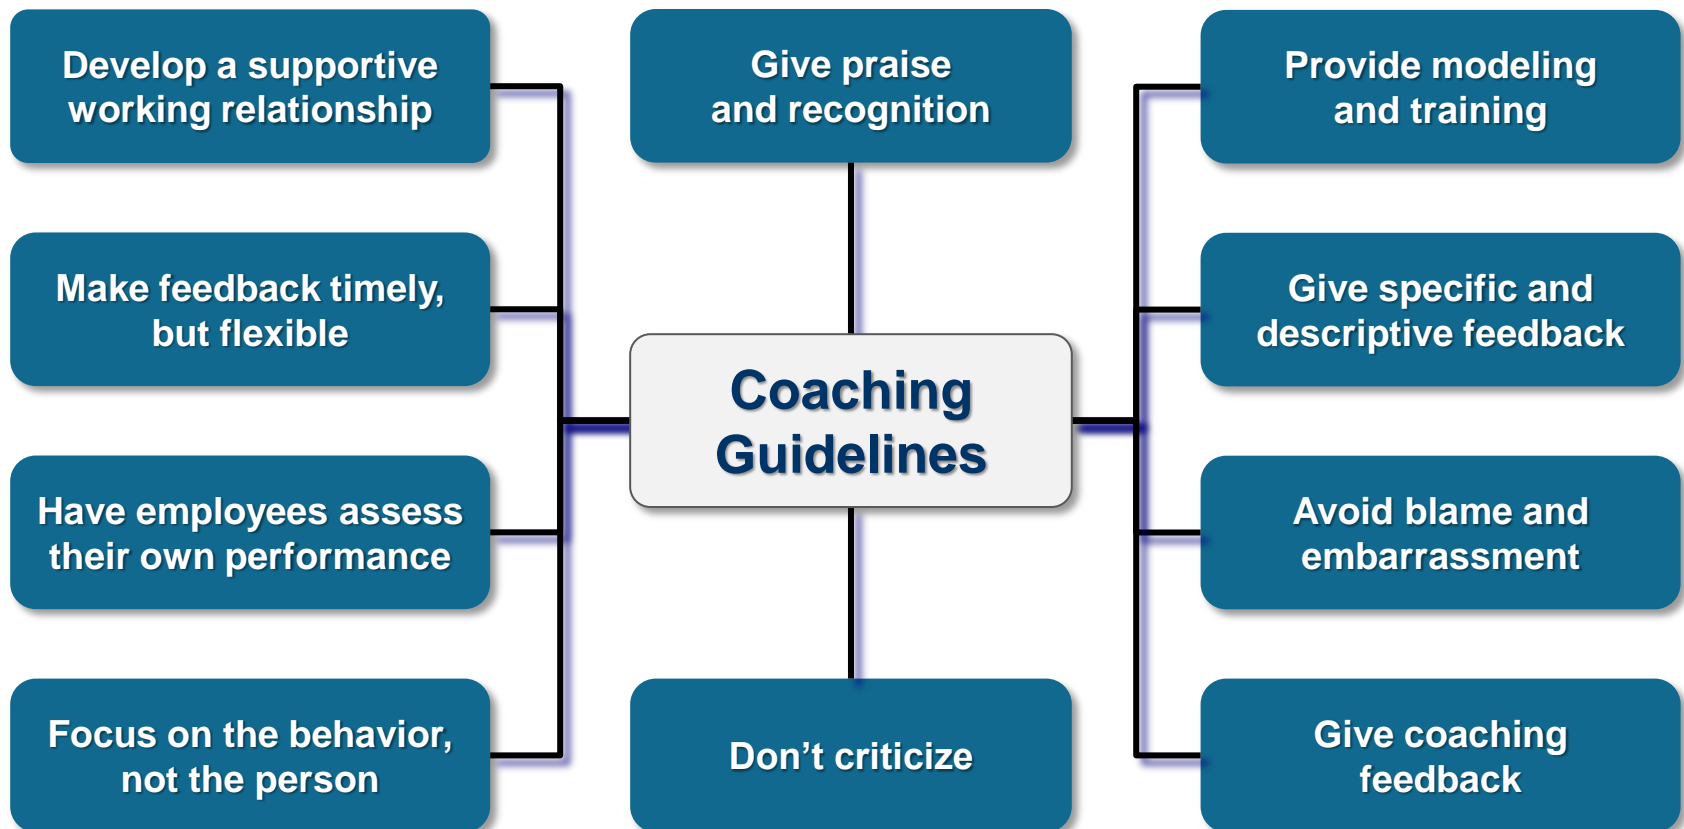 Develop a supportive
working relationship
Give praise
and recognition
Provide modeling
and training
Make feedback timely,
but flexible
Give specific and
descriptive feedback
Coaching
Guidelines
Have employees assess
their own performance
Avoid blame and
embarrassment
Focus on the behavior,
not the person
Don’t criticize
Give coaching
feedback